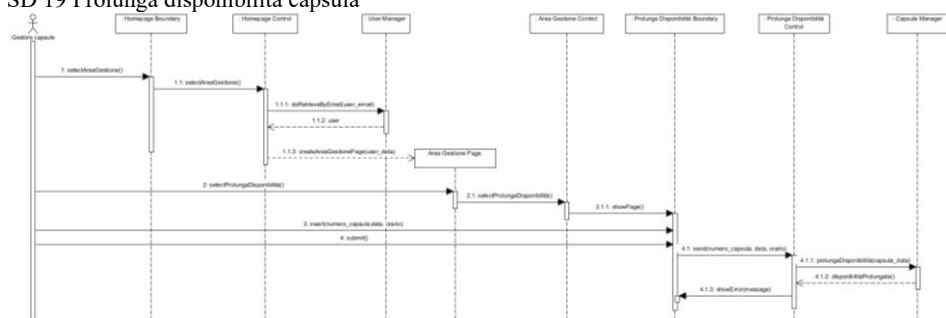 SD 19 Prolunga disponibilità capsula
: Homepage Boundary
: Homepage Control
: User Manager
: Area Gestione Control
: Prolunga Disponibilità Boundary
: Prolunga Disponibilità
Control
: Capsula Manager
: Gestore capsule
1: selectAreaGestione()
1.1: selectAreaGestione()
1.1.1: doRetrieveByEmail(user_email)
1.1.2: user
1.1.3: createAreaGestionePage(user_data)
Area Gestione Page
2: selectProlungaDisponibilità()
2.1: selectProlungaDisponibilità()
2.1.1: showPage()
3: insert(numero_capsula,data, orario)
4: submit()
4.1: send(numero_capsula, data, orario)
4.1.1: prolungaDisponibilità(capsula_data)
4.1.2: disponibilitàProlungata()
4.1.3: showError(message)